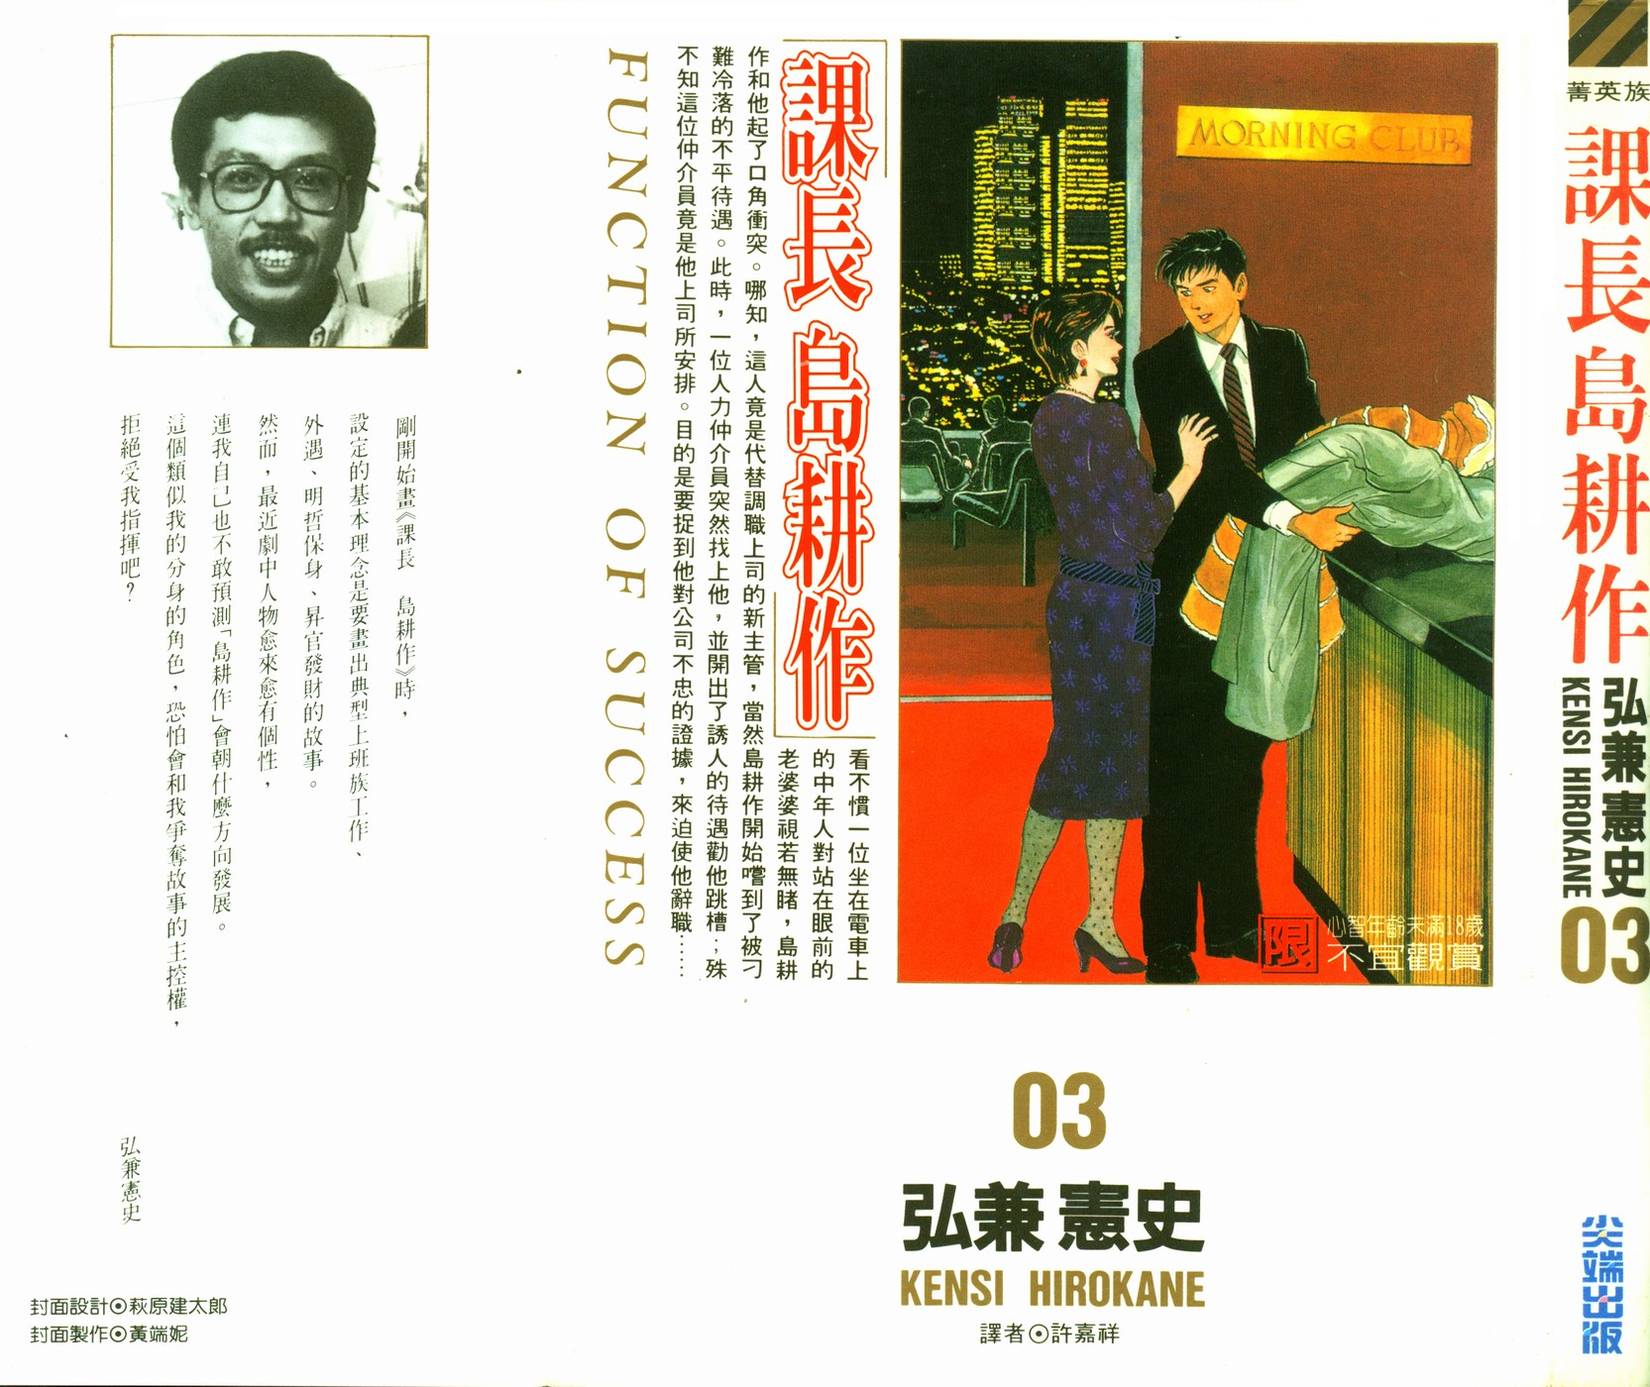 菁英族
課長島耕作
弘兼憲史
KENSI HIROKANE
03
尖端出版
MORNING CLUB
限
心智年齡未滿18歲
不宜觀賞
03
弘兼憲史
KENSI HIROKANE
譯者⊙許嘉祥
課長 島耕作
看不慣一位坐在電車上
的中年人對站在眼前的
老婆婆視若無睹，島耕
作和他起了口角衝突。哪知，這人竟是代替調職上司的新主管，當然島耕作開始嚐到了被刁
難冷落的不平待遇。此時，一位人力仲介員突然找上他，並開出了誘人的待遇勸他跳槽；殊
不知這位仲介員竟是他上司所安排。目的是要捉到他對公司不忠的證據，來迫使他辭職……
FUNCTION OF SUCCESS
剛開始畫《課長　島耕作》時，
設定的基本理念是要畫出典型上班族工作、
外遇、明哲保身、昇官發財的故事。
然而，最近劇中人物愈來愈有個性，
連我自己也不敢預測「島耕作」會朝什麼方向發展。
這個類似我的分身的角色，恐怕會和我爭奪故事的主控權，
拒絕受我指揮吧？
弘兼憲史
封面設計⊙萩原建太郎
封面製作⊙黃端妮